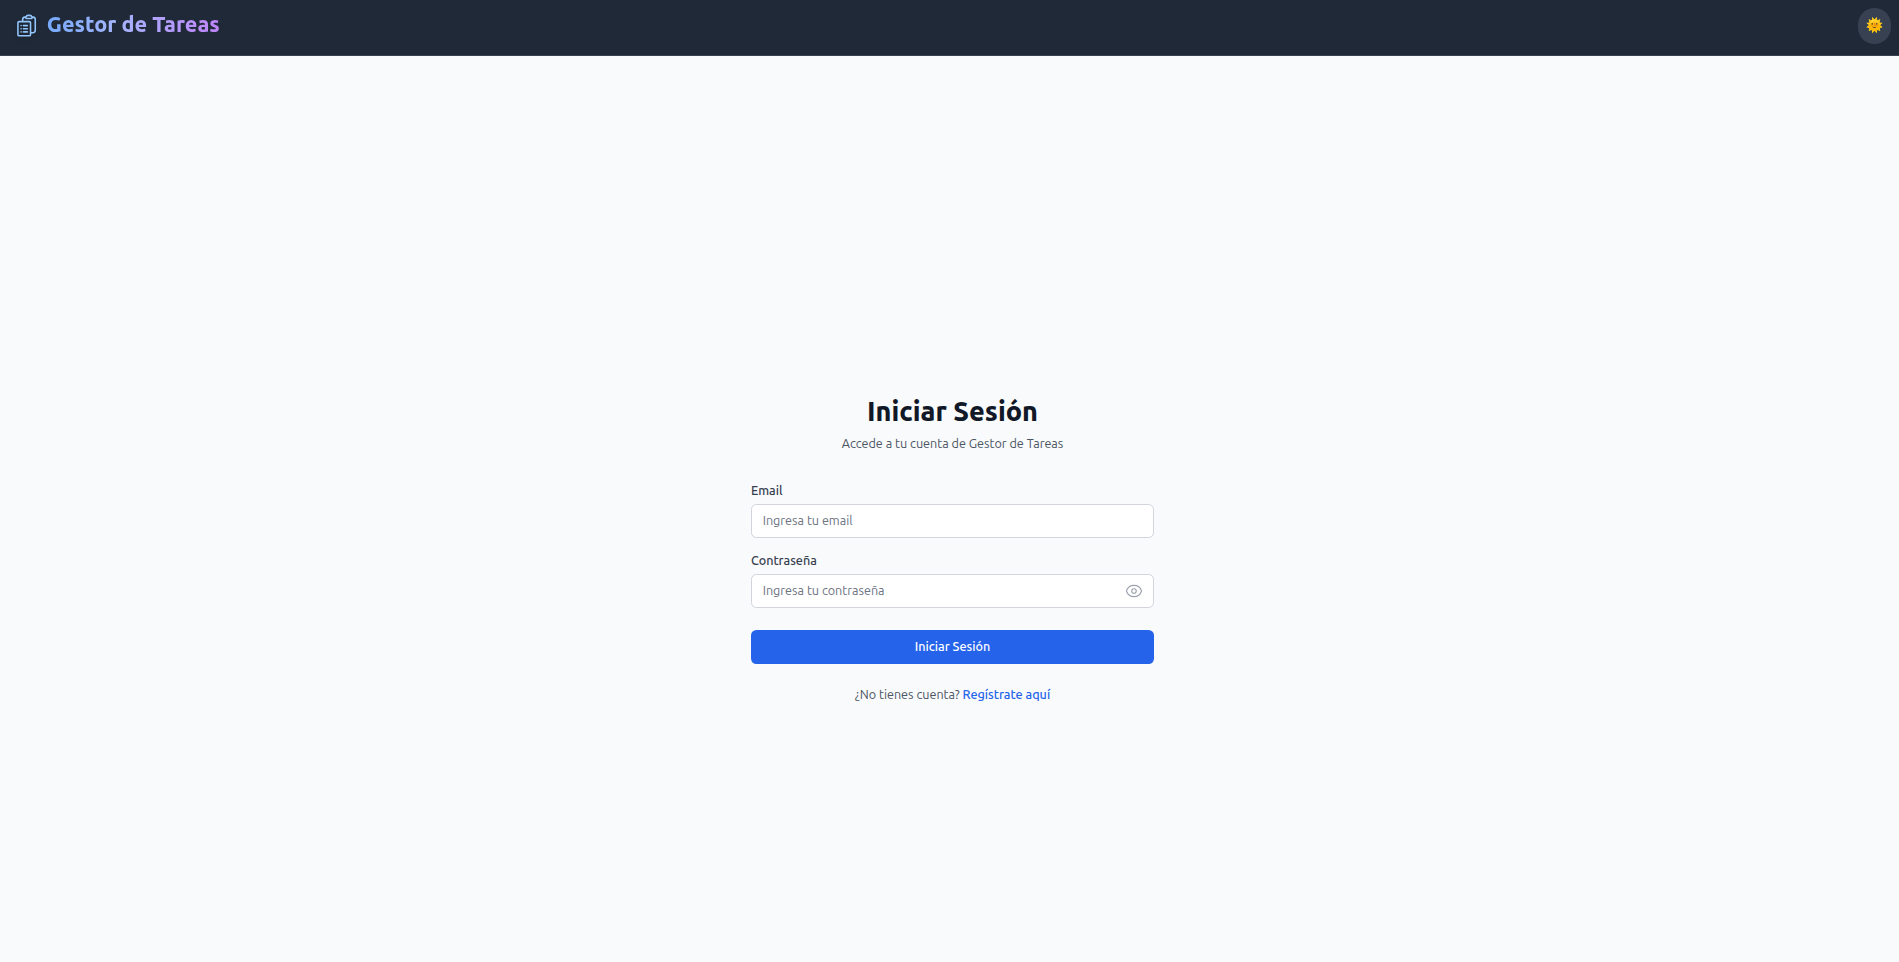 Gestor de Tareas
Iniciar Sesión
Accede a tu cuenta de Gestor de Tareas
Email
Ingresa tu email
Contraseña
Ingresa tu contraseña
Iniciar Sesión
¿No tienes cuenta? Regístrate aquí